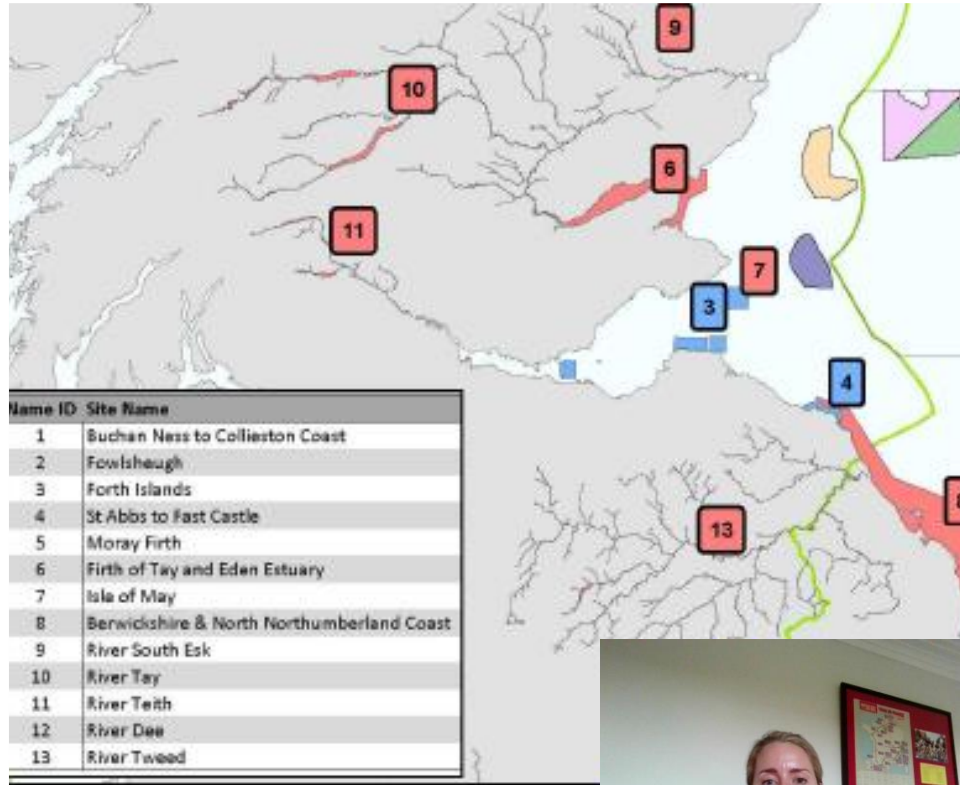 9
10
6
11
7
3
4
13
Name ID Site Name
1 Buchan Ness to Collieston Coast
2 Fowlsheugh
3 Forth Islands
4 St Abbs to Fast Castle
5 Moray Firth
6 Firth of Tay and Eden Estuary
7 Isle of May
8 Berwickshire & North Northumberland Coast
9 River South Esk
10 River Tay
11 River Teith
12 River Dee
13 River Tweed